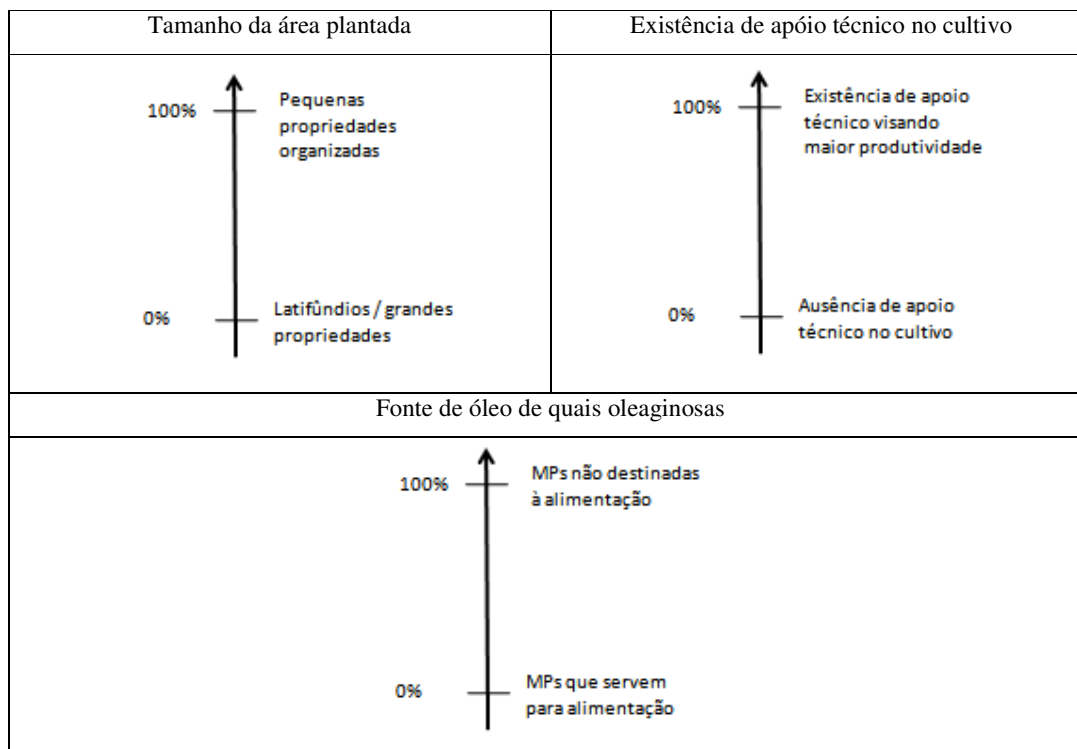 Tamanho da área plantada
Existência de apóio técnico no cultivo
100%
Pequenas
propriedades
organizadas
0%
Latifûndios / grandes
propriedades
100%
Existência de apoio
técnico visando
maior produtividade
0%
Ausência de apoio
técnico no cultivo
Fonte de óleo de quais oleaginosas
100%
MPs não destinadas
à alimentação
0%
MPs que servem
para alimentação